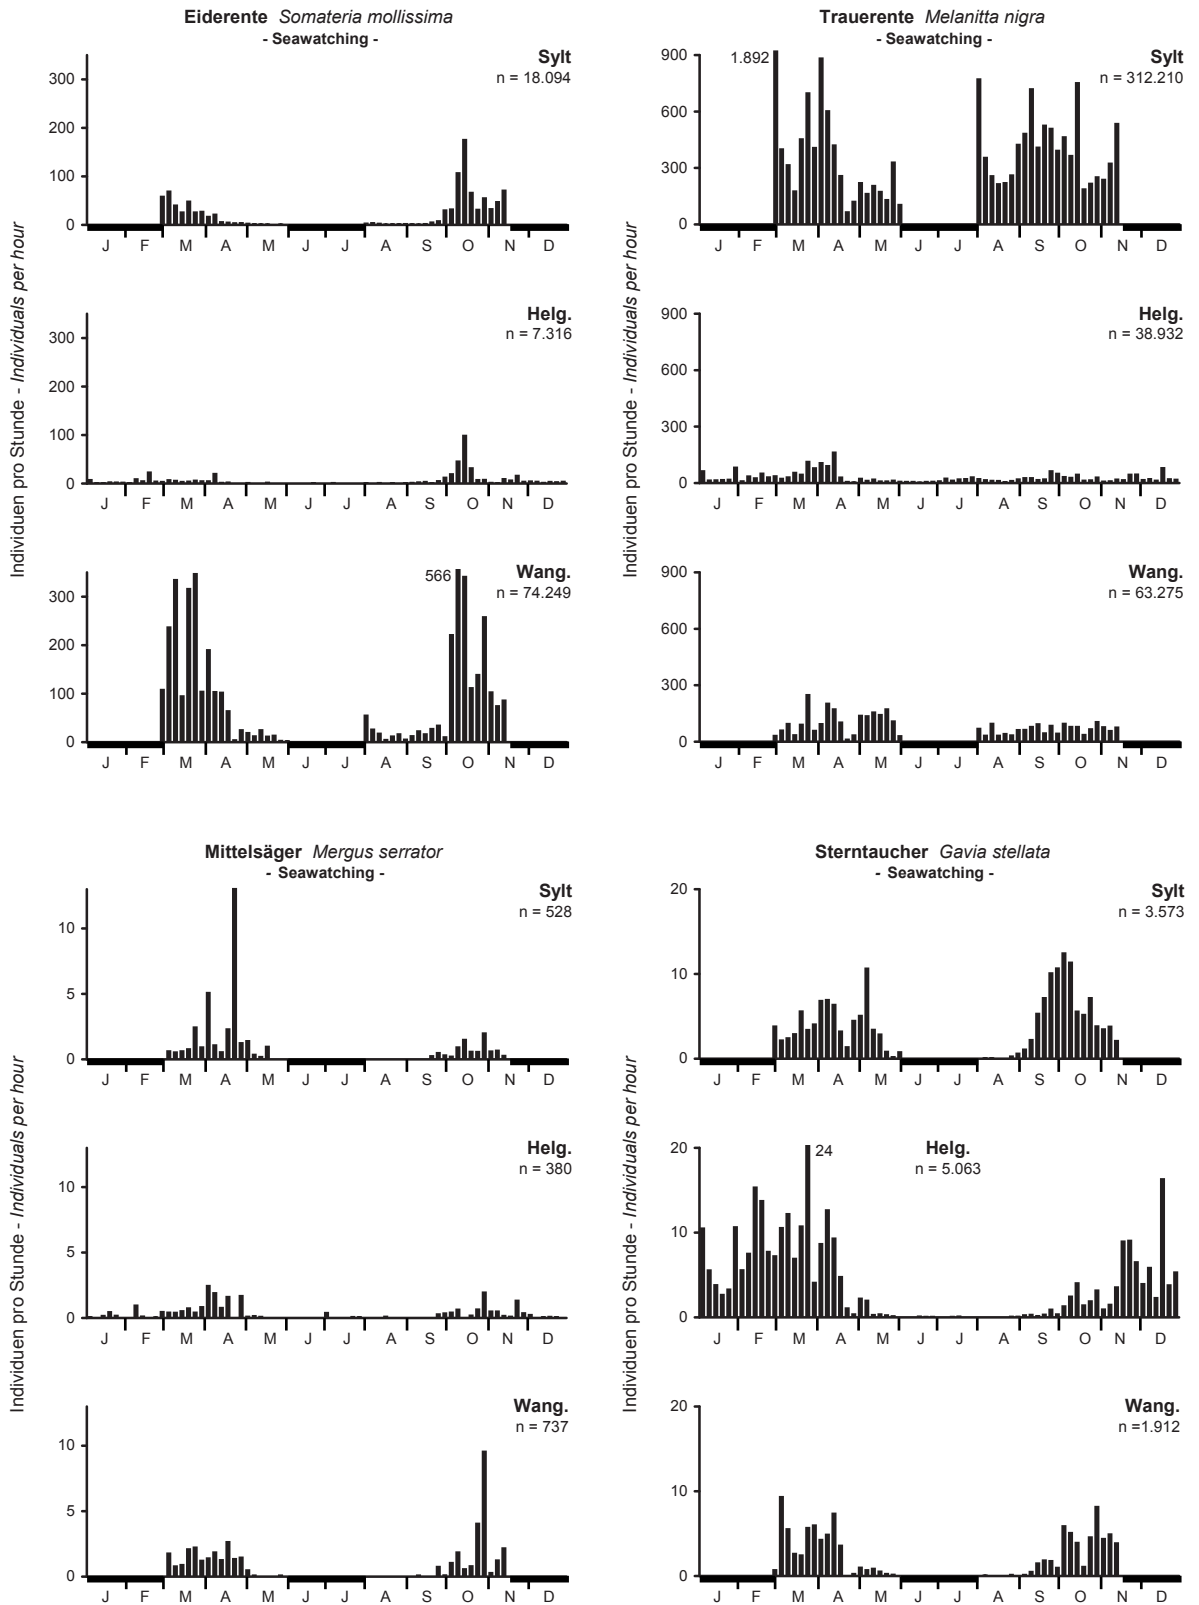 Eiderente Somateria mollissima
- Seawatching -
Sylt
n = 18.094
300
200
100
0
J F M A M J J A S O N D
Helg.
n = 7.316
300
200
100
0
J F M A M J J A S O N D
Wang.
n = 74.249
566
300
200
100
0
J F M A M J J A S O N D
Individuen pro Stunde - Individuals per hour
Trauerente Melanitta nigra
- Seawatching -
Sylt
n = 312.210
1.892
900
600
300
0
J F M A M J J A S O N D
Helg.
n = 38.932
900
600
300
0
J F M A M J J A S O N D
Wang.
n = 63.275
900
600
300
0
J F M A M J J A S O N D
Individuen pro Stunde - Individuals per hour
Mittelsäger Mergus serrator
- Seawatching -
Sylt
n = 528
10
5
0
J F M A M J J A S O N D
Helg.
n = 380
10
5
0
J F M A M J J A S O N D
Wang.
n = 737
10
5
0
J F M A M J J A S O N D
Individuen pro Stunde - Individuals per hour
Sterntaucher Gavia stellata
- Seawatching -
Sylt
n = 3.573
20
10
0
J F M A M J J A S O N D
Helg.
n = 5.063
24
20
10
0
J F M A M J J A S O N D
Wang.
n =1.912
20
10
0
J F M A M J J A S O N D
Individuen pro Stunde - Individuals per hour